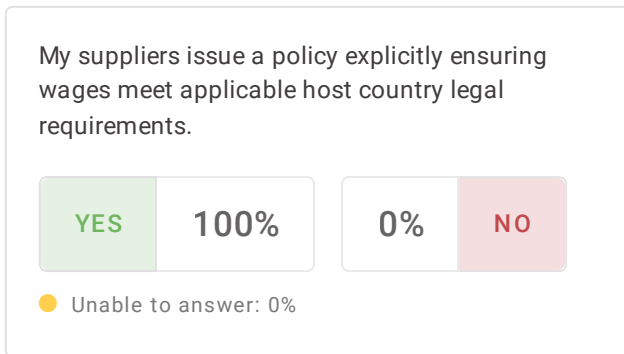 My suppliers issue a policy explicitly ensuring
wages meet applicable host country legal
requirements.
YES 100% 0% NO
Unable to answer: 0%